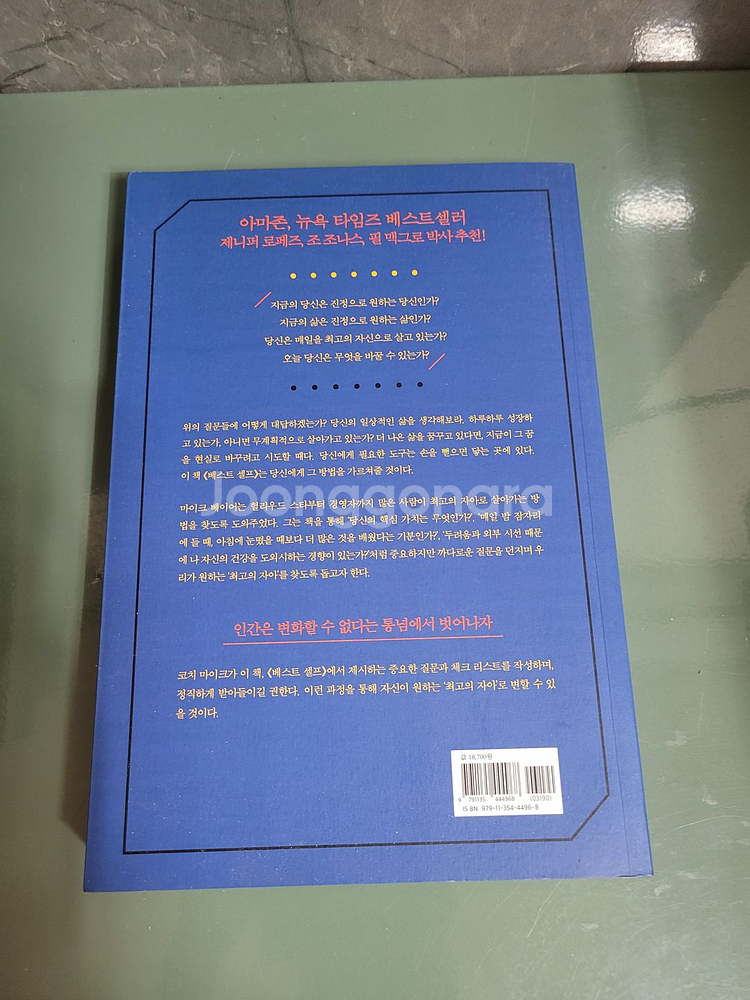 아마존, 뉴욕 타임즈 베스트셀러
제니퍼 로페즈, 조 조나스, 필 맥그로 박사 추천!
지금의 당신은 진정으로 원하는 당신인가?
지금의 삶은 진정으로 원하는 삶인가?
당신은 매일을 최고의 자신으로 살고 있는가?
오늘 당신은 무엇을 바꿀 수 있는가?
위의 질문들에 어떻게 대답하겠는가? 당신의 일상적인 삶을 생각해보라. 하루하루 성장하
고 있는가, 아니면 무계획적으로 살아가고 있는가? 더 나은 삶을 꿈꾸고 있다면, 지금이 그 꿈
을 현실로 바꾸려고 시도할 때다. 당신에게 필요한 도구는 손을 뻗으면 닿는 곳에 있다.
이 책 《베스트 셀프》는 당신에게 그 방법을 가르쳐줄 것이다.
Joonggonara
마이크 베이어는 헐리우드 스타부터 경영자까지 많은 사람이 최고의 자아로 살아가는 방
법을 찾도록 도와주었다. 그는 책을 통해 '당신의 핵심 가치는 무엇인가?', '매일 밤 잠자리
에 들 때, 아침에 눈떴을 때보다 더 많은 것을 배웠다는 기분인가?', '두려움과 외부 시선 때문
에 나 자신의 건강을 도외시하는 경향이 있는가?'처럼 중요하지만 까다로운 질문을 던지며 우
리가 원하는 '최고의 자아'를 찾도록 돕고자 한다.
인간은 변화할 수 없다는 통념에서 벗어나자
코치 마이크가 이 책, 《베스트 셀프》에서 제시하는 중요한 질문과 체크 리스트를 작성하며,
정직하게 받아들이길 권한다. 이런 과정을 통해 자신이 원하는 '최고의 자아'로 변할 수 있
을 것이다.
값 18,700원
9 791135 444968 (03190)
ISBN 979-11-354-4496-8